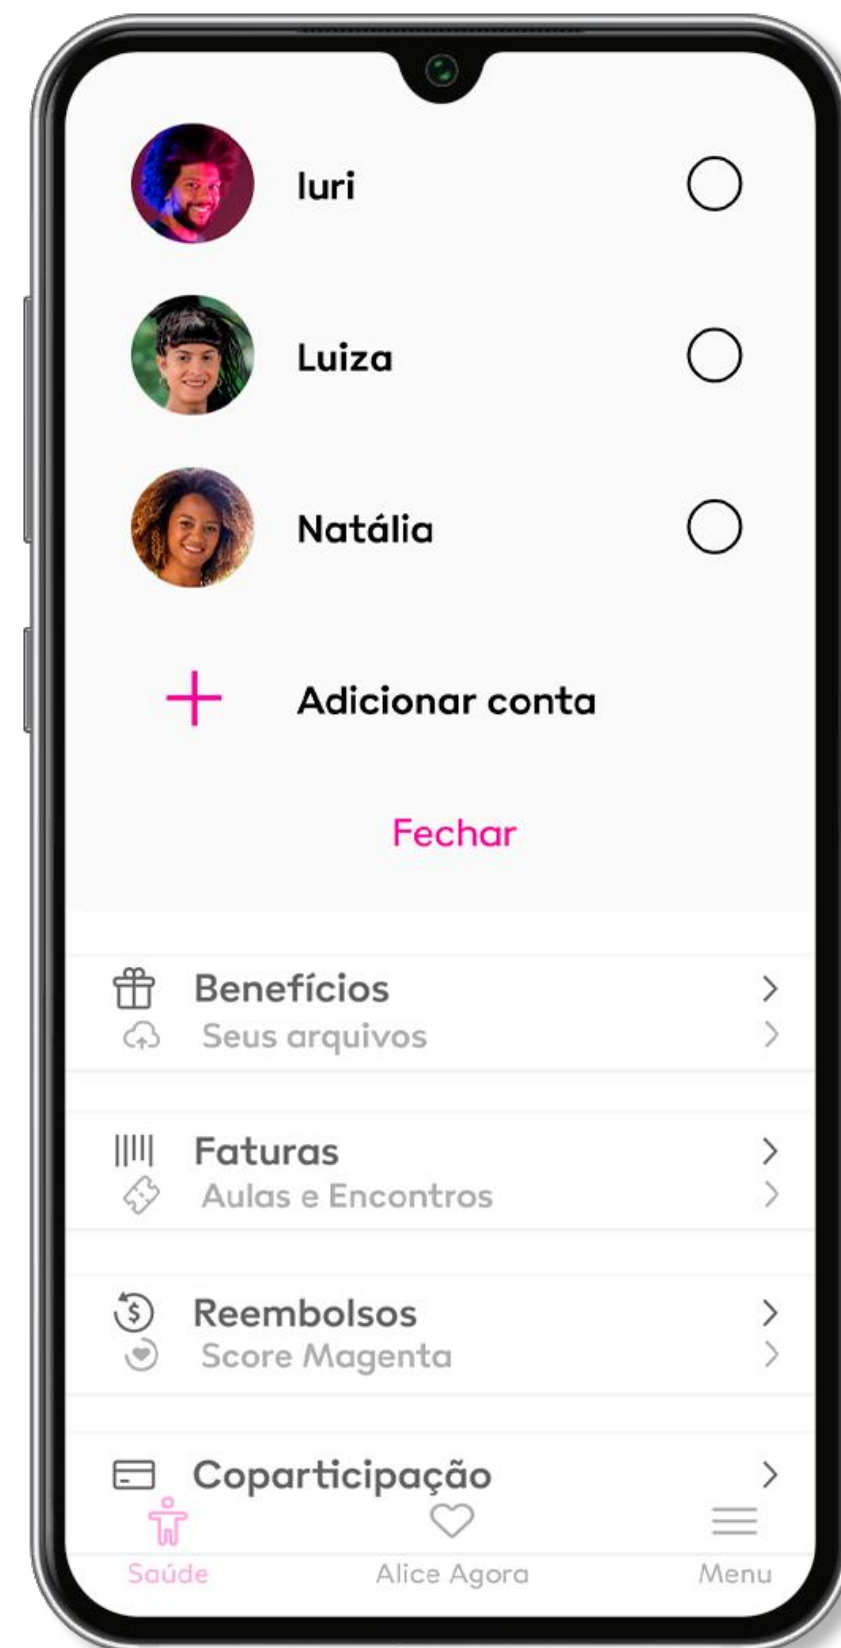 Iuri
Luiza
Natália
Adicionar conta
Fechar
Benefícios
Seus arquivos
Faturas
Aulas e Encontros
Reembolsos
Score Magenta
Coparticipação
Saúde
Alice Agora
Menu